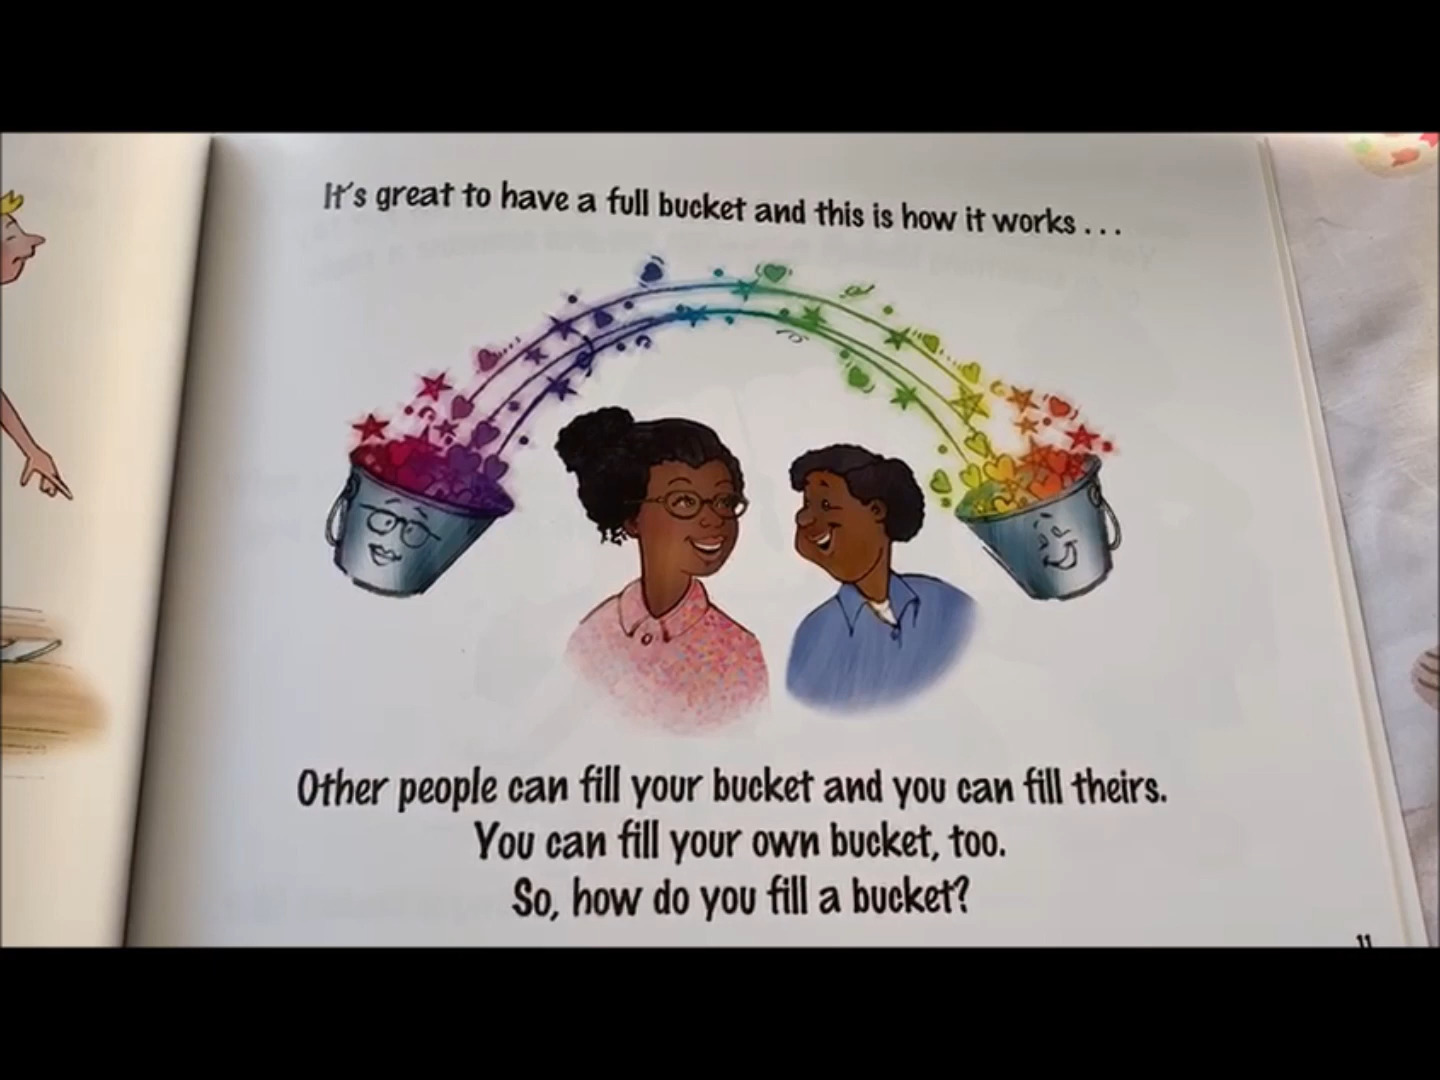 It's great to have a full bucket and this is how it works . . .
Other people can fill your bucket and you can fill theirs.
You can fill your own bucket, too.
So, how do you fill a bucket?
11